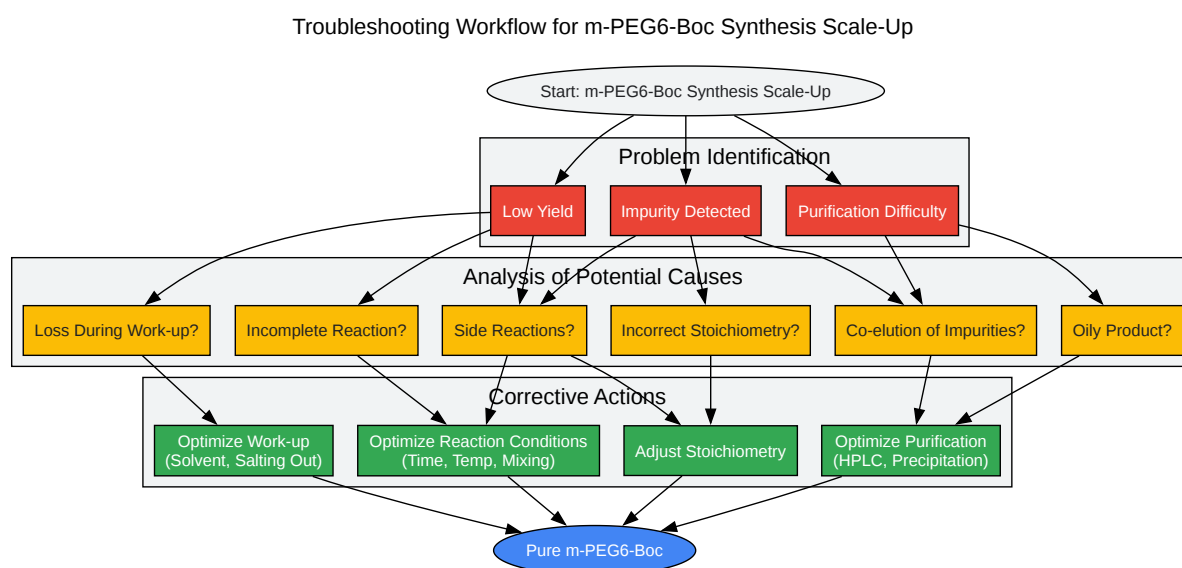 Troubleshooting Workflow for m-PEG6-Boc Synthesis Scale-Up
Start: m-PEG6-Boc Synthesis Scale-Up
Problem Identification
Low Yield
Impurity Detected
Purification Difficulty
Analysis of Potential Causes
Loss During Work-up?
Incomplete Reaction?
Side Reactions?
Incorrect Stoichiometry?
Co-elution of Impurities?
Oily Product?
Corrective Actions
Optimize Work-up
(Solvent, Salting Out)
Optimize Reaction Conditions
(Time, Temp, Mixing)
Adjust Stoichiometry
Optimize Purification
(HPLC, Precipitation)
Pure m-PEG6-Boc